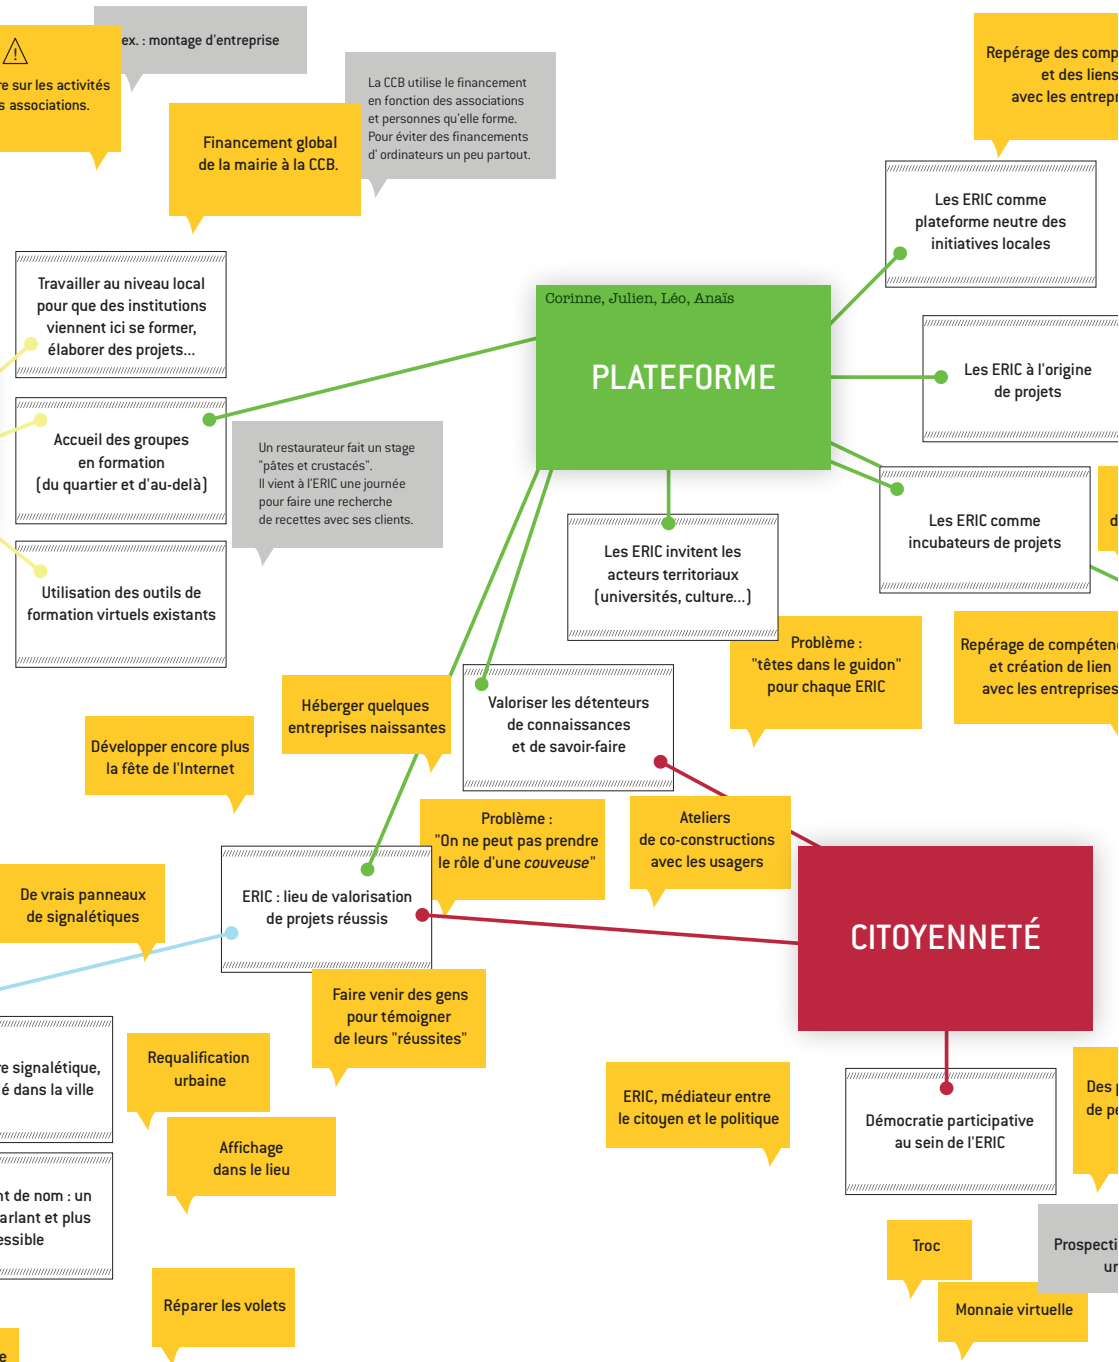 ex. : montage d'entreprise
re sur les activités
s associations.
Financement global
de la mairie à la CCB.
La CCB utilise le financement
en fonction des associations
et personnes qu'elle forme.
Pour éviter des financements
d' ordinateurs un peu partout.
Repérage des comp
et des liens
avec les entrepr
Les ERIC comme
plateforme neutre des
initiatives locales
Travailler au niveau local
pour que des institutions
viennent ici se former,
élaborer des projets...
Corinne, Julien, Léo, Anaïs
PLATEFORME
Les ERIC à l'origine
de projets
Accueil des groupes
en formation
(du quartier et d'au-delà)
Un restaurateur fait un stage
"pâtes et crustacés".
Il vient à l'ERIC une journée
pour faire une recherche
de recettes avec ses clients.
Les ERIC comme
incubateurs de projets
d
Les ERIC invitent les
acteurs territoriaux
(universités, culture...)
Utilisation des outils de
formation virtuels existants
Problème :
"têtes dans le guidon"
pour chaque ERIC
Repérage de compétenc
et création de lien
avec les entreprises
Héberger quelques
entreprises naissantes
Valoriser les détenteurs
de connaissances
et de savoir-faire
Développer encore plus
la fête de l'Internet
Problème :
"On ne peut pas prendre
le rôle d'une couveuse"
Ateliers
de co-constructions
avec les usagers
De vrais panneaux
de signalétiques
ERIC : lieu de valorisation
de projets réussis
CITOYENNETÉ
Faire venir des gens
pour témoigner
de leurs "réussites"
re signalétique,
é dans la ville
Requalification
urbaine
ERIC, médiateur entre
le citoyen et le politique
Démocratie participative
au sein de l'ERIC
Des p
de pe
Affichage
dans le lieu
nt de nom : un
arlant et plus
essible
Troc
Prospecti
ur
Monnaie virtuelle
Réparer les volets
e